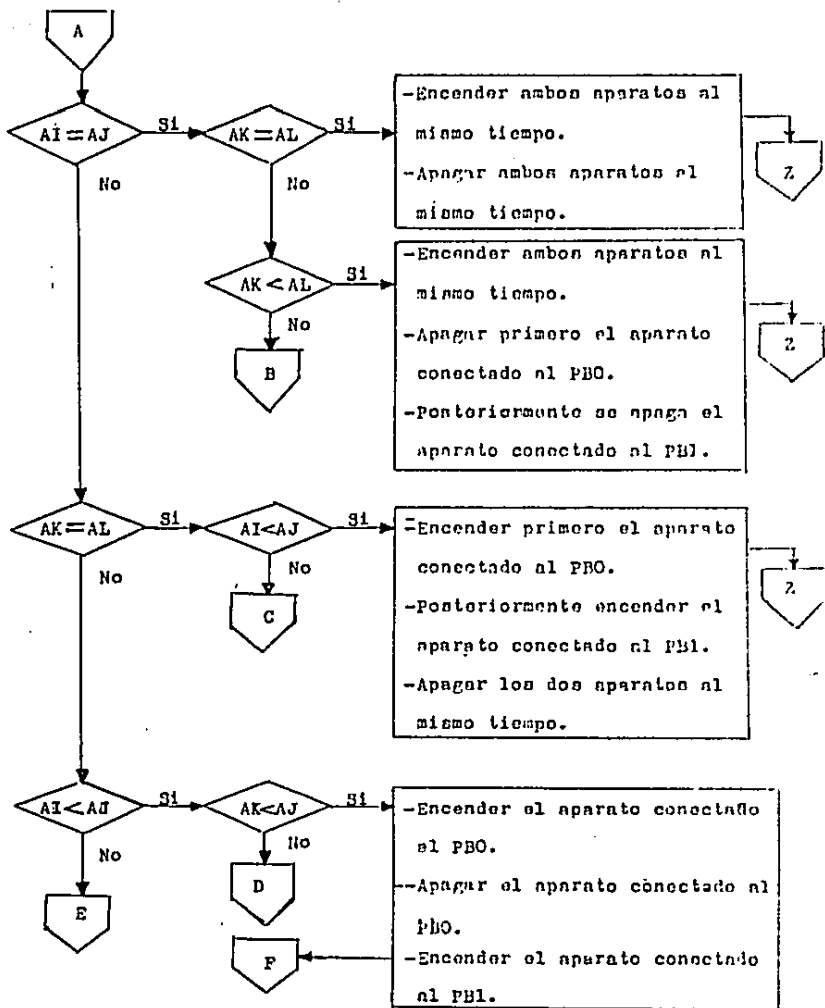 A
AI=AJ
Si
AK=AL
Si
-Encender ambos aparatos al
mismo tiempo.
-Apagar ambos aparatos al
mismo tiempo.
Z
No
No
AK<AL
Si
-Encender ambos aparatos al
mismo tiempo.
-Apagar primero el aparato
conectado al PB0.
-Posteriormente se apaga el
aparato conectado al PB1.
Z
No
B
AK=AL
Si
AI<AJ
Si
-Encender primero el aparato
conectado al PB0.
-Posteriormente encender el
aparato conectado al PB1.
-Apagar los dos aparatos al
mismo tiempo.
Z
No
No
C
AI<AJ
Si
AK<AJ
Si
-Encender el aparato conectado
al PB0.
-Apagar el aparato conectado al
PB0.
-Encender el aparato conectado
al PB1.
No
No
D
E
F